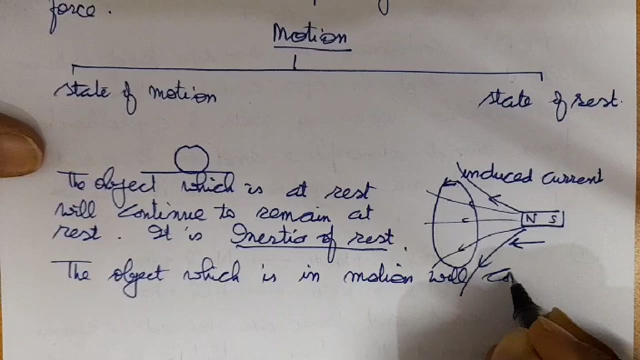 force.
Motion
state of motion
state of rest.
induced current
N S
The object which is at rest
will continue to remain at
rest. It is Inertia of rest.
The object which is in motion will co